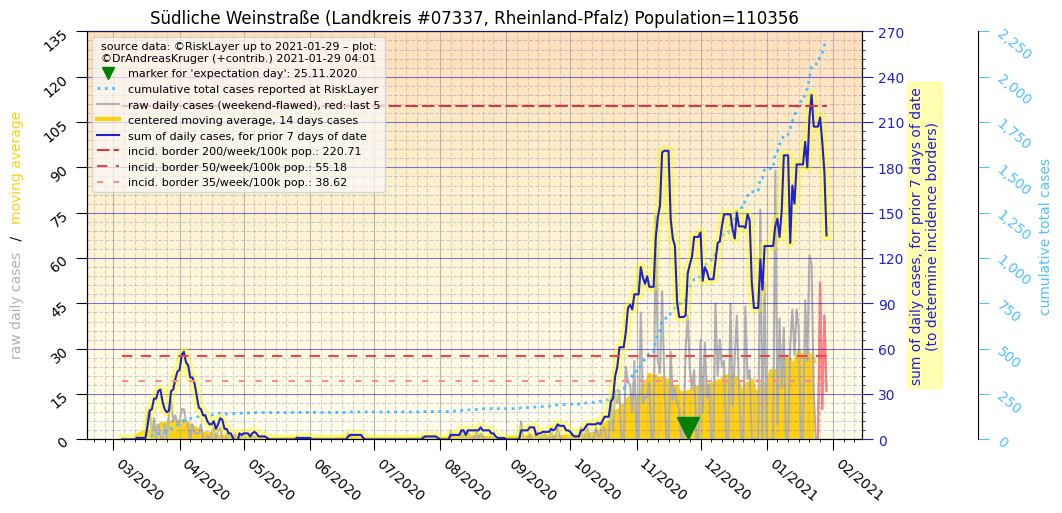 Südliche Weinstraße (Landkreis #07337, Rheinland-Pfalz) Population=110356
source data: ©RiskLayer up to 2021-01-29 – plot:
©DrAndreasKruger (+contrib.) 2021-01-29 04:01
marker for 'expectation day': 25.11.2020
cumulative total cases reported at RiskLayer
raw daily cases (weekend-flawed), red: last 5
centered moving average, 14 days cases
sum of daily cases, for prior 7 days of date
incid. border 200/week/100k pop.: 220.71
incid. border 50/week/100k pop.: 55.18
incid. border 35/week/100k pop.: 38.62
raw daily cases / moving average
135
120
105
90
75
60
45
30
15
0
03/2020
04/2020
05/2020
06/2020
07/2020
08/2020
09/2020
10/2020
11/2020
12/2020
01/2021
02/2021
270
240
210
180
150
120
90
60
30
0
sum of daily cases, for prior 7 days of date
(to determine incidence borders)
2,250
2,000
1,750
1,500
1,250
1,000
750
500
250
0
cumulative total cases